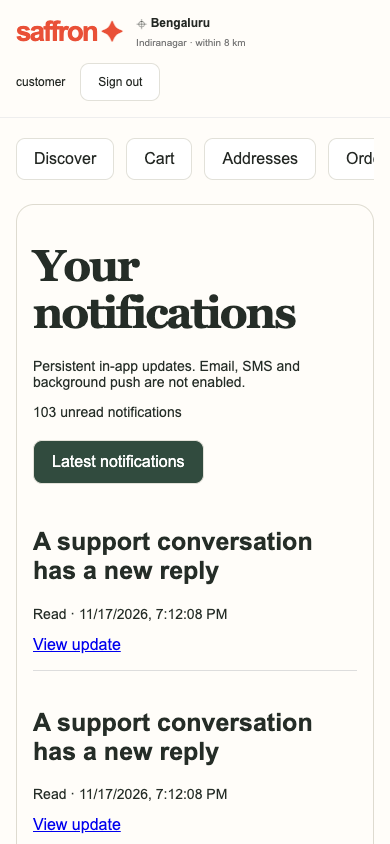 saffron
Bengaluru
Indiranagar · within 8 km
customer
Sign out
Discover
Cart
Addresses
Orde
Your
notifications
Persistent in-app updates. Email, SMS and
background push are not enabled.
103 unread notifications
Latest notifications
A support conversation
has a new reply
Read · 11/17/2026, 7:12:08 PM
View update
A support conversation
has a new reply
Read · 11/17/2026, 7:12:08 PM
View update